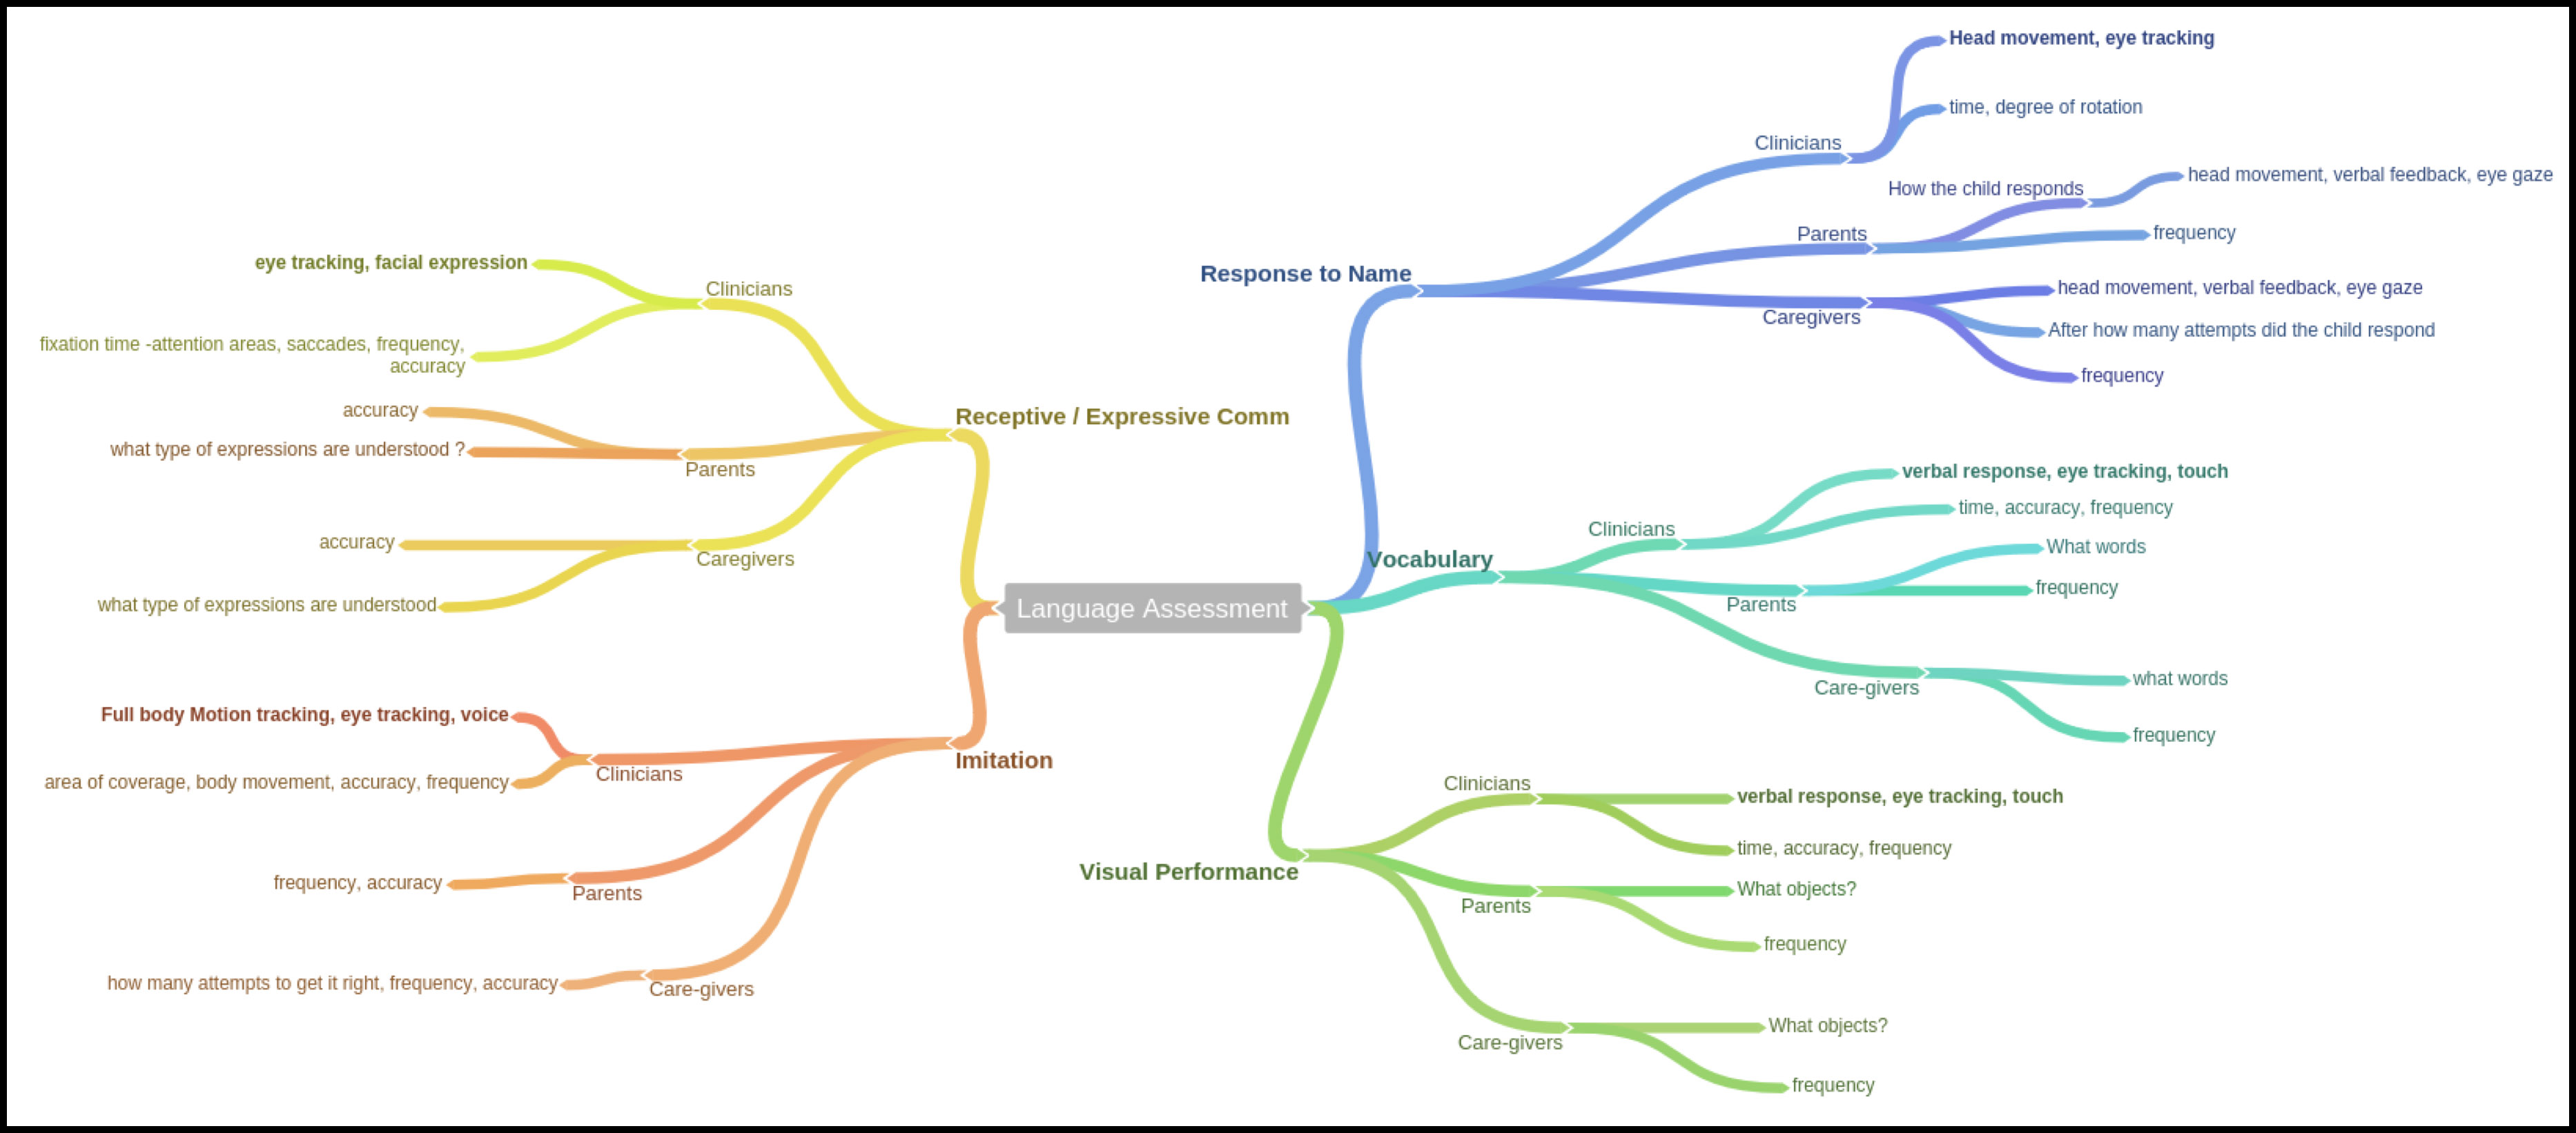 Language Assessment
Response to Name
Clinicians
Head movement, eye tracking
time, degree of rotation
Parents
How the child responds
head movement, verbal feedback, eye gaze
frequency
Caregivers
head movement, verbal feedback, eye gaze
After how many attempts did the child respond
frequency
Vocabulary
Clinicians
verbal response, eye tracking, touch
time, accuracy, frequency
Parents
What words
frequency
Care-givers
what words
frequency
Visual Performance
Clinicians
verbal response, eye tracking, touch
time, accuracy, frequency
Parents
What objects?
frequency
Care-givers
What objects?
frequency
Receptive / Expressive Comm
Clinicians
eye tracking, facial expression
fixation time -attention areas, saccades, frequency,
accuracy
Parents
accuracy
what type of expressions are understood ?
Caregivers
accuracy
what type of expressions are understood
Imitation
Clinicians
Full body Motion tracking, eye tracking, voice
area of coverage, body movement, accuracy, frequency
Parents
frequency, accuracy
Care-givers
how many attempts to get it right, frequency, accuracy